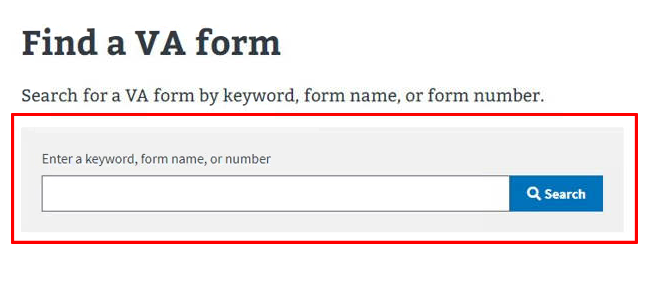 Find a VA form
Search for a VA form by keyword, form name, or form number.
Enter a keyword, form name, or number
Search